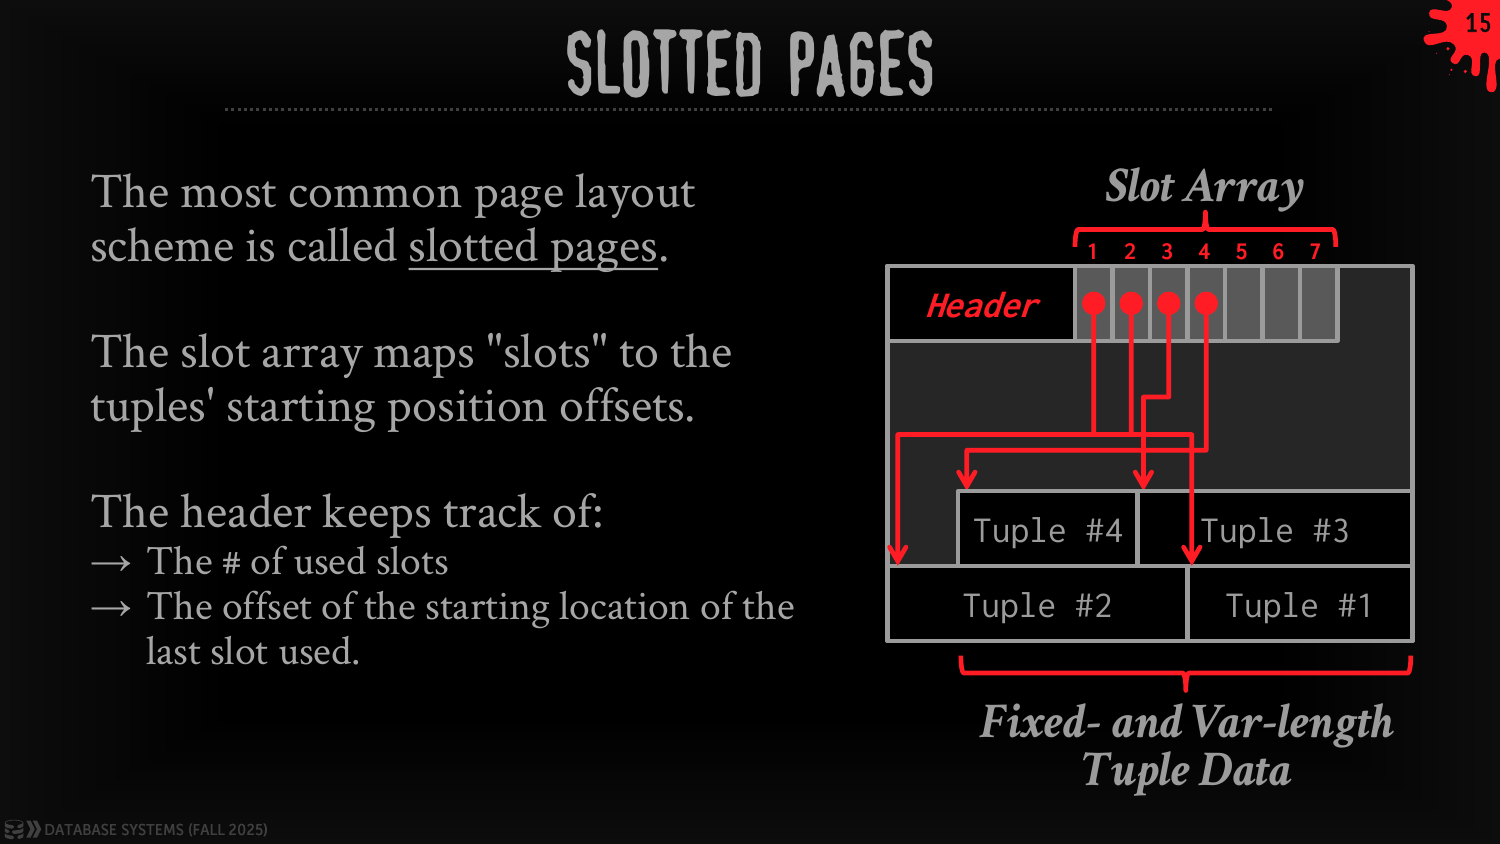 15
SLOTTED PAGES
The most common page layout
scheme is called slotted pages.
The slot array maps "slots" to the
tuples' starting position offsets.
The header keeps track of:
→ The # of used slots
→ The offset of the starting location of the
last slot used.
Slot Array
1 2 3 4 5 6 7
Header
Tuple #4 Tuple #3
Tuple #2 Tuple #1
Fixed- and Var-length
Tuple Data
DATABASE SYSTEMS (FALL 2025)